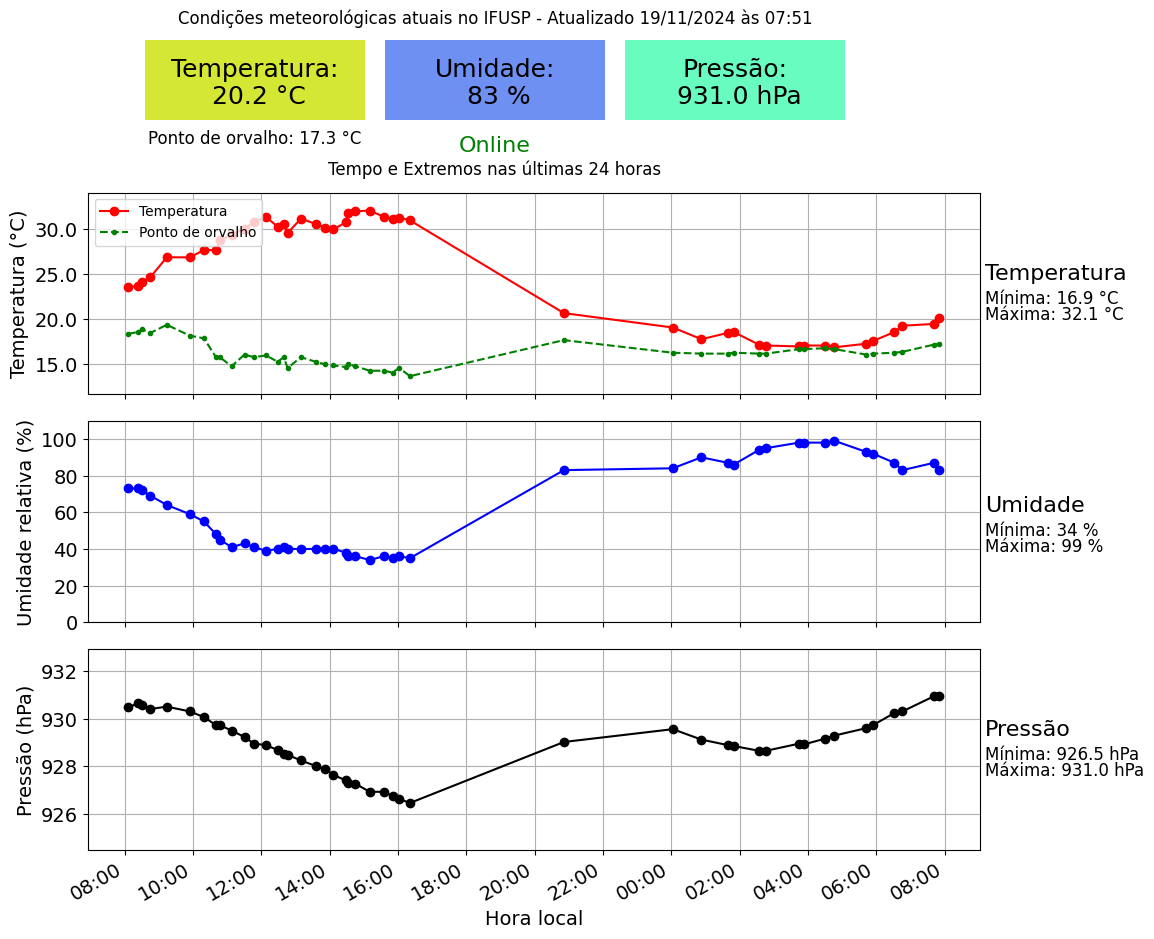 Condições meteorológicas atuais no IFUSP - Atualizado 19/11/2024 às 07:51
Temperatura:
20.2 °C
Umidade:
83 %
Pressão:
931.0 hPa
Ponto de orvalho: 17.3 °C
Online
Tempo e Extremos nas últimas 24 horas
Temperatura (°C)
30.0
25.0
20.0
15.0
Temperatura
Ponto de orvalho
Temperatura
Mínima: 16.9 °C
Máxima: 32.1 °C
Umidade relativa (%)
100
80
60
40
20
0
Umidade
Mínima: 34 %
Máxima: 99 %
Pressão (hPa)
932
930
928
926
Pressão
Mínima: 926.5 hPa
Máxima: 931.0 hPa
08:00 10:00 12:00 14:00 16:00 18:00 20:00 22:00 00:00 02:00 04:00 06:00 08:00
Hora local